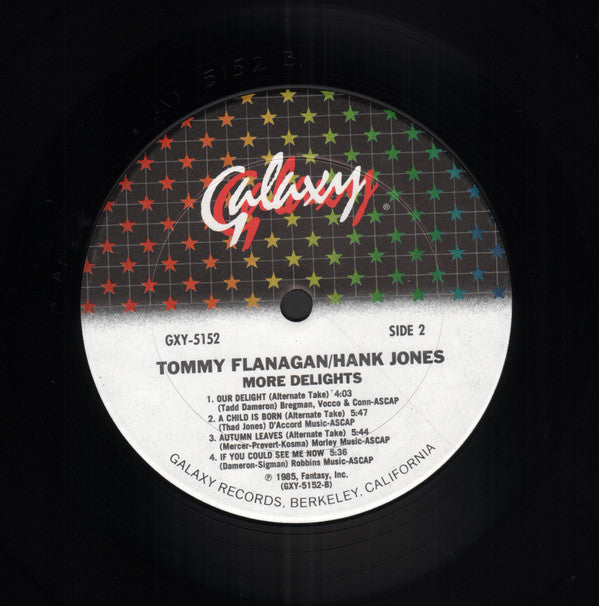 5152 B
Galaxy®
GXY-5152 SIDE 2
TOMMY FLANAGAN/HANK JONES
MORE DELIGHTS
1. OUR DELIGHT (Alternate Take) 4:03
(Tadd Dameron) Bregman, Vocco & Conn-ASCAP
2. A CHILD IS BORN (Alternate Take) 5:47
(Thad Jones) D'Accord Music-ASCAP
3. AUTUMN LEAVES (Alternate Take) 5:44
(Mercer-Prevert-Kosma) Morley Music-ASCAP
4. IF YOU COULD SEE ME NOW 5:36
(Dameron-Sigman) Robbins Music-ASCAP
℗ 1985, Fantasy, Inc.
(GXY-5152-B)
GALAXY RECORDS, BERKELEY, CALIFORNIA